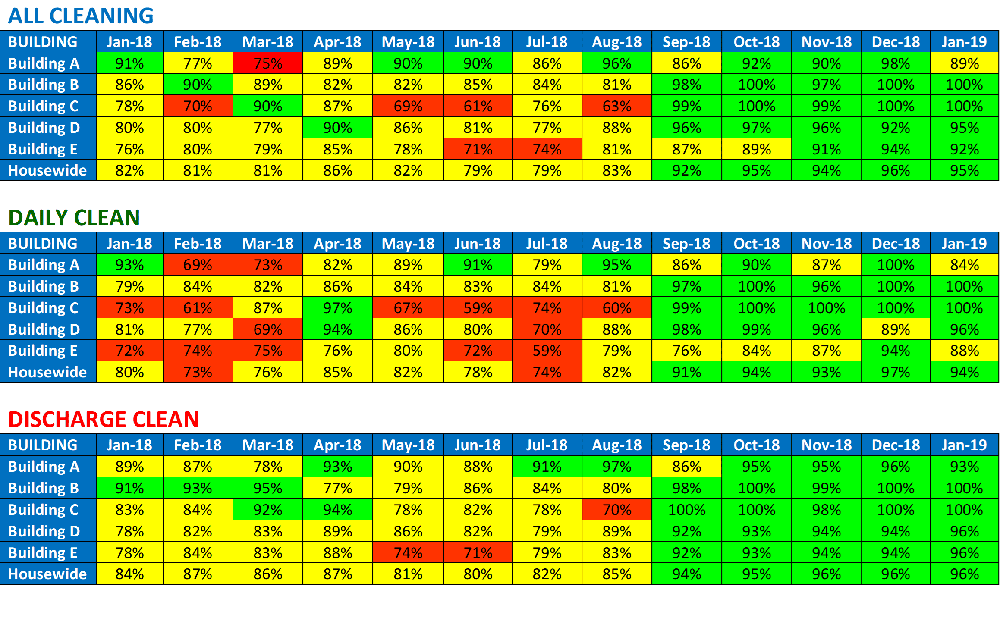 ALL CLEANING
BUILDING Jan-18 Feb-18 Mar-18 Apr-18 May-18 Jun-18 Jul-18 Aug-18 Sep-18 Oct-18 Nov-18 Dec-18 Jan-19
Building A 91% 77% 75% 89% 90% 90% 86% 96% 86% 92% 90% 98% 89%
Building B 86% 90% 89% 82% 82% 85% 84% 81% 98% 100% 97% 100% 100%
Building C 78% 70% 90% 87% 69% 61% 76% 63% 99% 100% 99% 100% 100%
Building D 80% 80% 77% 90% 86% 81% 77% 88% 96% 97% 96% 92% 95%
Building E 76% 80% 79% 85% 78% 71% 74% 81% 87% 89% 91% 94% 92%
Housewide 82% 81% 81% 86% 82% 79% 79% 83% 92% 95% 94% 96% 95%
DAILY CLEAN
BUILDING Jan-18 Feb-18 Mar-18 Apr-18 May-18 Jun-18 Jul-18 Aug-18 Sep-18 Oct-18 Nov-18 Dec-18 Jan-19
Building A 93% 69% 73% 82% 89% 91% 79% 95% 86% 90% 87% 100% 84%
Building B 79% 84% 82% 86% 84% 83% 84% 81% 97% 100% 96% 100% 100%
Building C 73% 61% 87% 97% 67% 59% 74% 60% 99% 100% 100% 100% 100%
Building D 81% 77% 69% 94% 86% 80% 70% 88% 98% 99% 96% 89% 96%
Building E 72% 74% 75% 76% 80% 72% 59% 79% 76% 84% 87% 94% 88%
Housewide 80% 73% 76% 85% 82% 78% 74% 82% 91% 94% 93% 97% 94%
DISCHARGE CLEAN
BUILDING Jan-18 Feb-18 Mar-18 Apr-18 May-18 Jun-18 Jul-18 Aug-18 Sep-18 Oct-18 Nov-18 Dec-18 Jan-19
Building A 89% 87% 78% 93% 90% 88% 91% 97% 86% 95% 95% 96% 93%
Building B 91% 93% 95% 77% 79% 86% 84% 80% 98% 100% 99% 100% 100%
Building C 83% 84% 92% 94% 78% 82% 78% 70% 100% 100% 98% 100% 100%
Building D 78% 82% 83% 89% 86% 82% 79% 89% 92% 93% 94% 94% 96%
Building E 78% 84% 83% 88% 74% 71% 79% 83% 92% 93% 94% 94% 96%
Housewide 84% 87% 86% 87% 81% 80% 82% 85% 94% 95% 96% 96% 96%